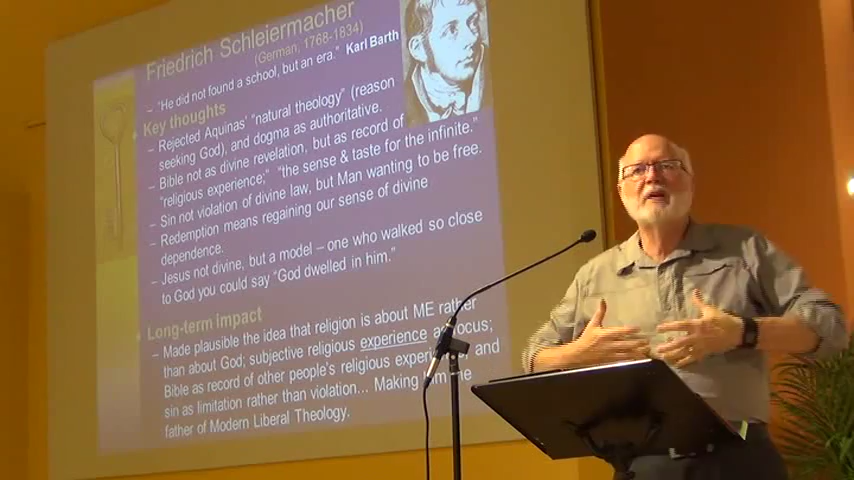 Friedrich Schleiermacher
(German, 1768-1834)
– "He did not found a school, but an era." Karl Barth
Key thoughts
– Rejected Aquinas' "natural theology" (reason
seeking God), and dogma as authoritative.
– Bible not as divine revelation, but as record of
"religious experience;" "the sense & taste for the infinite."
– Sin not violation of divine law, but Man wanting to be free.
– Redemption means regaining our sense of divine
dependence.
– Jesus not divine, but a model – one who walked so close
to God you could say "God dwelled in him."
Long-term impact
– Made plausible the idea that religion is about ME rather
than about God; subjective religious experience as focus;
Bible as record of other people's religious and
sin as limitation rather than violation... Making the
father of Modern Liberal Theology.